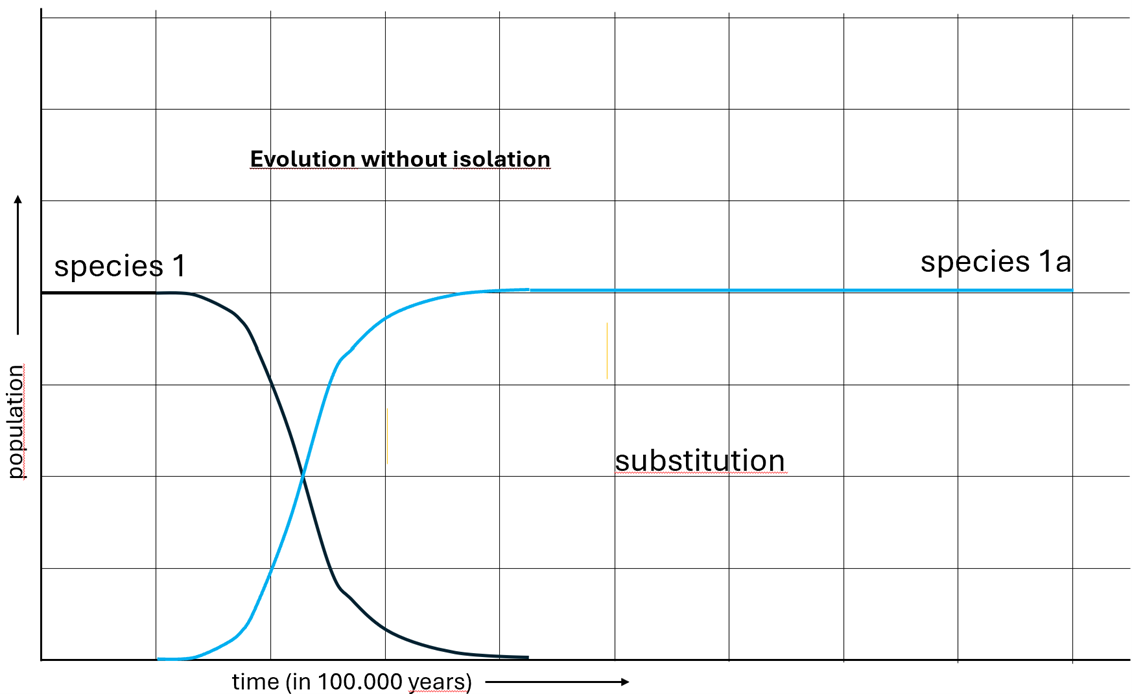 Evolution without isolation
species 1
species 1a
population
substitution
time (in 100.000 years)